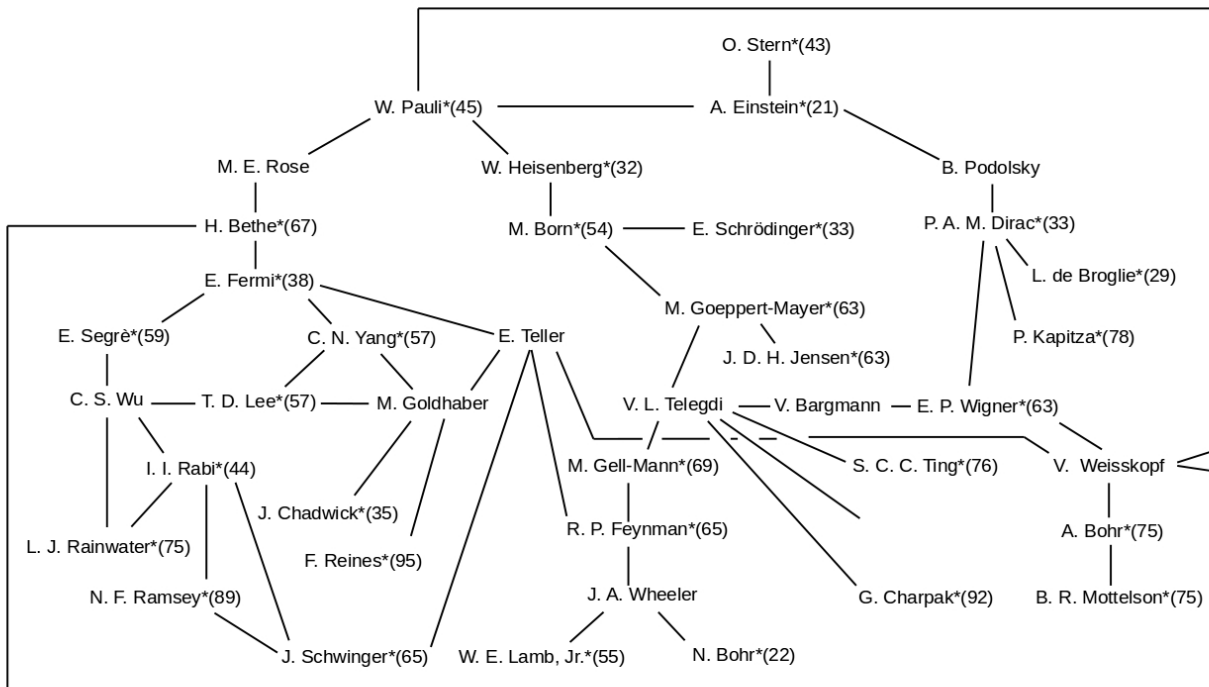 O. Stern*(43)
W. Pauli*(45)
A. Einstein*(21)
M. E. Rose
W. Heisenberg*(32)
B. Podolsky
H. Bethe*(67)
M. Born*(54)
E. Schrödinger*(33)
P. A. M. Dirac*(33)
E. Fermi*(38)
L. de Broglie*(29)
M. Goeppert-Mayer*(63)
E. Segrè*(59)
C. N. Yang*(57)
E. Teller
P. Kapitza*(78)
J. D. H. Jensen*(63)
C. S. Wu
T. D. Lee*(57)
M. Goldhaber
V. L. Telegdi
V. Bargmann
E. P. Wigner*(63)
I. I. Rabi*(44)
M. Gell-Mann*(69)
S. C. C. Ting*(76)
V. Weisskopf
J. Chadwick*(35)
R. P. Feynman*(65)
A. Bohr*(75)
L. J. Rainwater*(75)
F. Reines*(95)
N. F. Ramsey*(89)
J. A. Wheeler
G. Charpak*(92)
B. R. Mottelson*(75)
J. Schwinger*(65)
W. E. Lamb, Jr.*(55)
N. Bohr*(22)